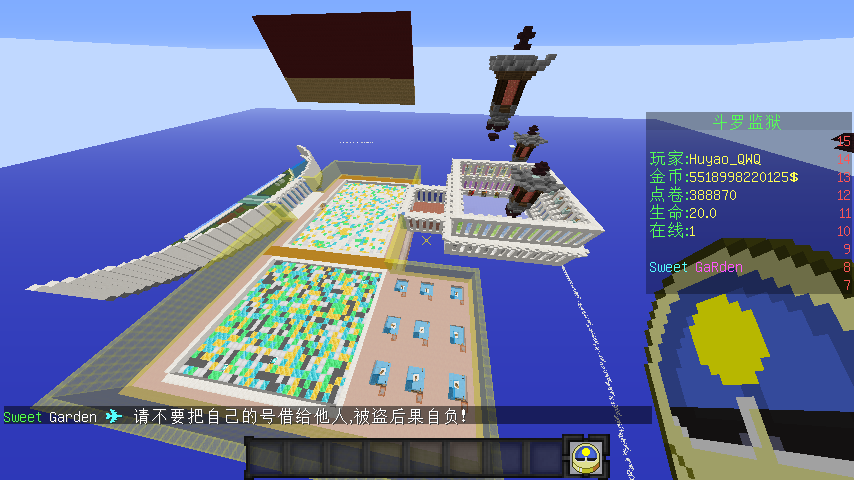 斗罗监狱
15
玩家:Huyao_QWQ 14
金币:5518998220125$ 13
点卷:388870 12
生命:20.0 11
在线:1 10
9
Sweet GaRden 8
7
Sweet Garden 请不要把自己的号借给他人,被盗后果自负!